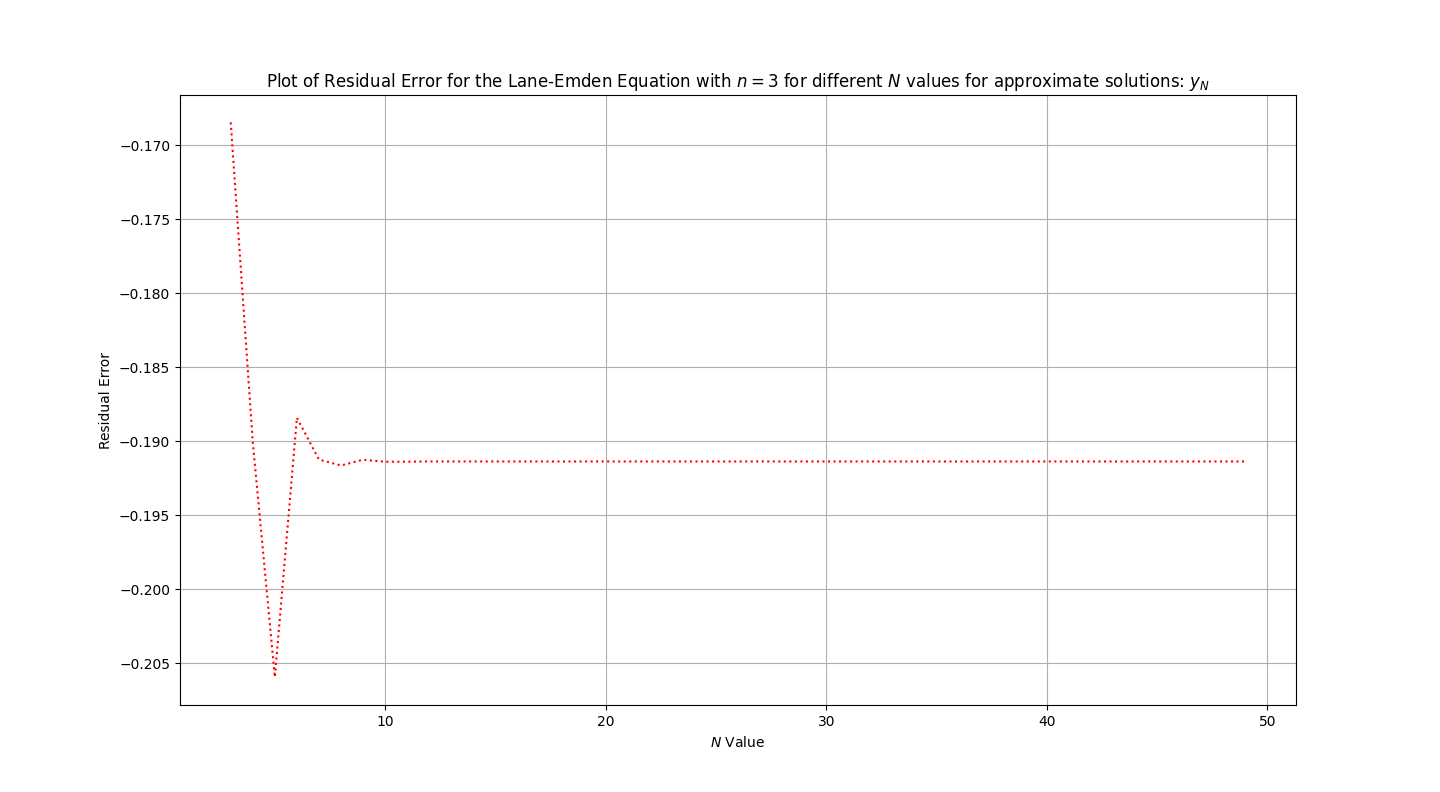 Plot of Residual Error for the Lane-Emden Equation with n = 3 for different N values for approximate solutions: y_N
−0.170
−0.175
−0.180
−0.185
−0.190
−0.195
−0.200
−0.205
Residual Error
10 20 30 40 50
N Value